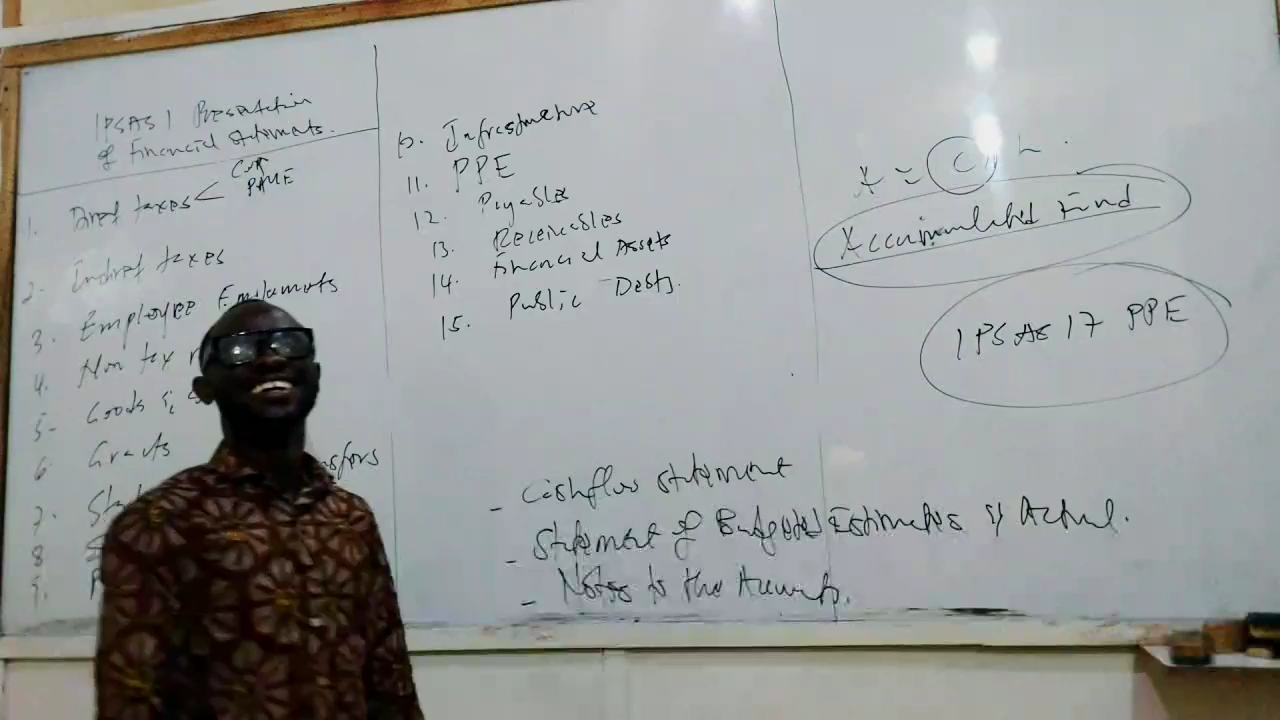 IPSAS 1 Presentation
of Financial statements.
1. Direct taxes < Corp
PAYE
2. Indirect taxes
3. Employee Emoluments
4. Non tax
5- Goods &
6 Grants
7.
8
9.
10. Infrastructure
11. PPE
12. Payables
13. Receivables
14. Financial Assets
15. Public Debts.
- Cashflow statement
- Statement of Budgeted Estimates & Actual.
- Notes to the Accounts.
A = C + L.
Accumulated Fund
IPSAS 17 PPE